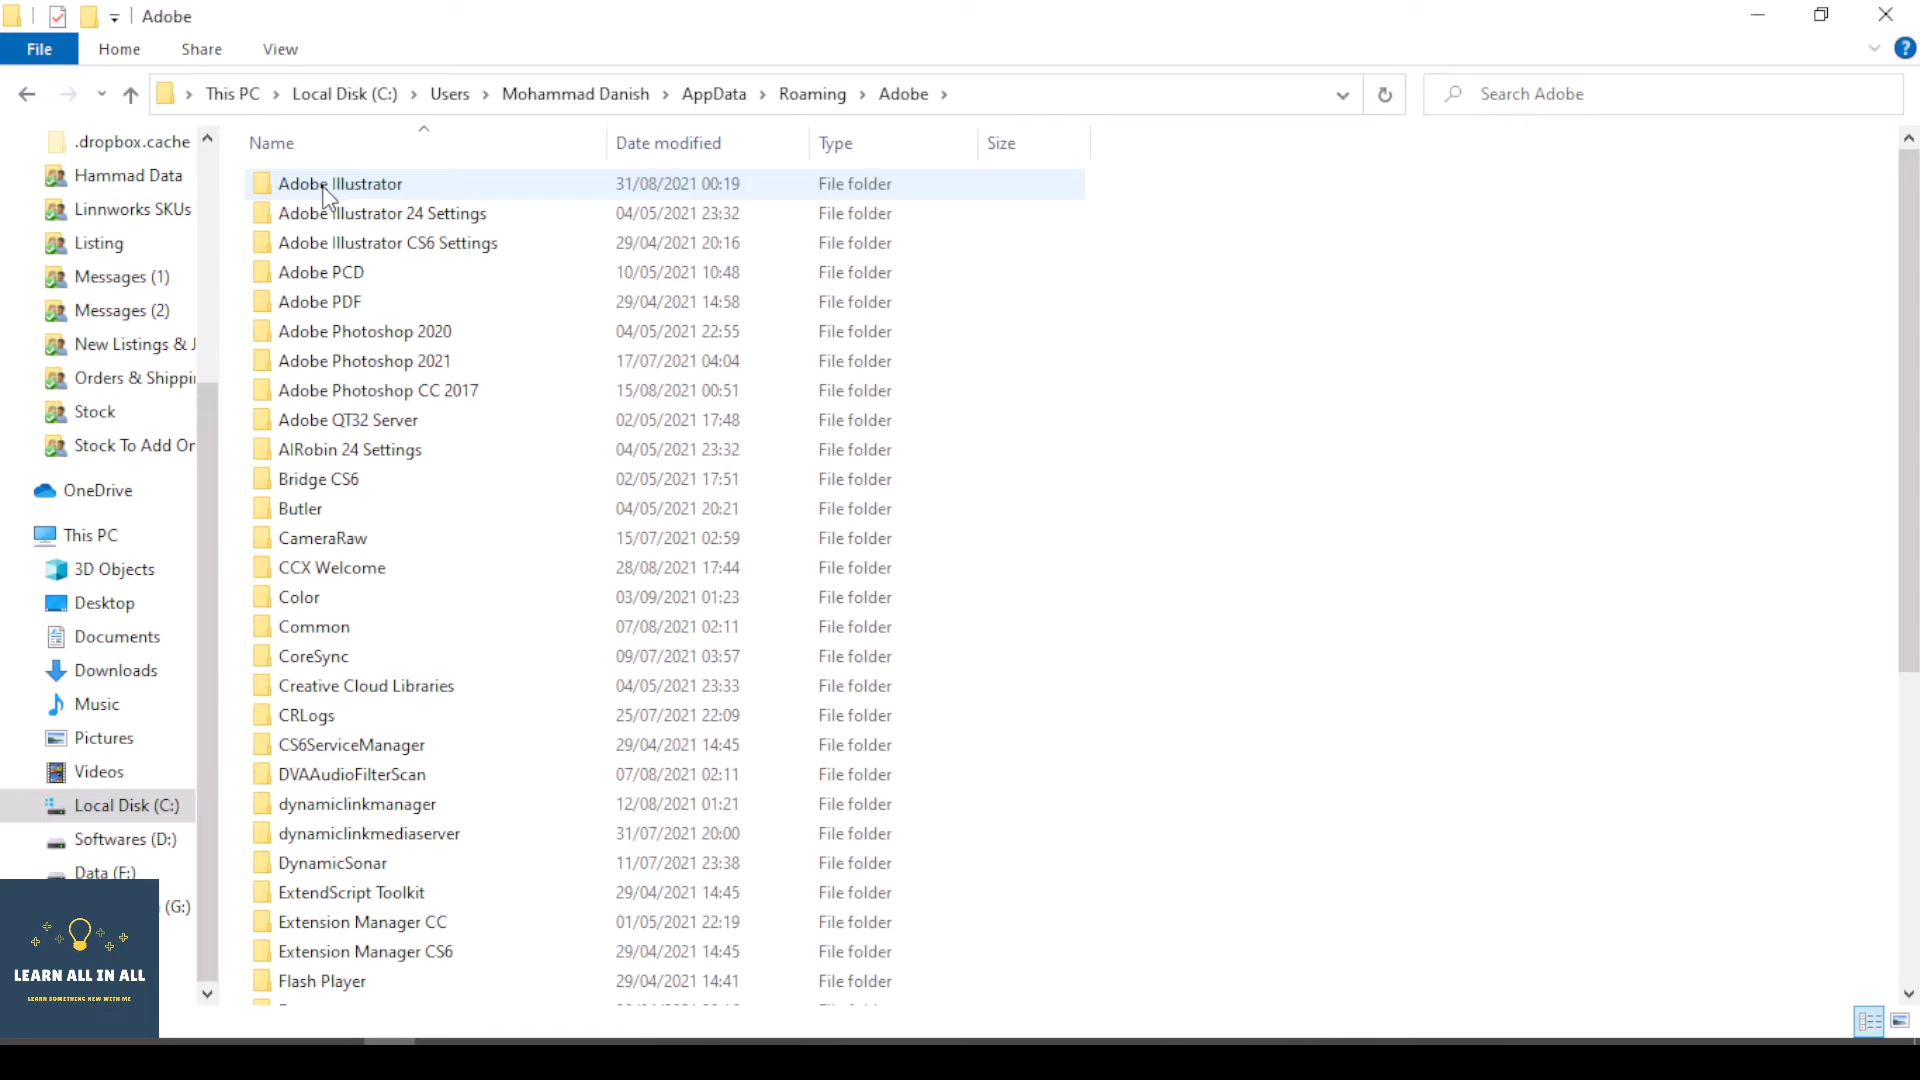 Adobe
File Home Share View
This PC Local Disk (C:) Users Mohammad Danish AppData Roaming Adobe
Search Adobe
.dropbox.cache
Hammad Data
Linnworks SKUs
Listing
Messages (1)
Messages (2)
New Listings & J
Orders & Shippi
Stock
Stock To Add Or
OneDrive
This PC
3D Objects
Desktop
Documents
Downloads
Music
Pictures
Videos
Local Disk (C:)
Softwares (D:)
Data (F:)
(G:)
Name Date modified Type Size
Adobe Illustrator 31/08/2021 00:19 File folder
Adobe Illustrator 24 Settings 04/05/2021 23:32 File folder
Adobe Illustrator CS6 Settings 29/04/2021 20:16 File folder
Adobe PCD 10/05/2021 10:48 File folder
Adobe PDF 29/04/2021 14:58 File folder
Adobe Photoshop 2020 04/05/2021 22:55 File folder
Adobe Photoshop 2021 17/07/2021 04:04 File folder
Adobe Photoshop CC 2017 15/08/2021 00:51 File folder
Adobe QT32 Server 02/05/2021 17:48 File folder
AIRobin 24 Settings 04/05/2021 23:32 File folder
Bridge CS6 02/05/2021 17:51 File folder
Butler 04/05/2021 20:21 File folder
CameraRaw 15/07/2021 02:59 File folder
CCX Welcome 28/08/2021 17:44 File folder
Color 03/09/2021 01:23 File folder
Common 07/08/2021 02:11 File folder
CoreSync 09/07/2021 03:57 File folder
Creative Cloud Libraries 04/05/2021 23:33 File folder
CRLogs 25/07/2021 22:09 File folder
CS6ServiceManager 29/04/2021 14:45 File folder
DVAAudioFilterScan 07/08/2021 02:11 File folder
dynamiclinkmanager 12/08/2021 01:21 File folder
dynamiclinkmediaserver 31/07/2021 20:00 File folder
DynamicSonar 11/07/2021 23:38 File folder
ExtendScript Toolkit 29/04/2021 14:45 File folder
Extension Manager CC 01/05/2021 22:19 File folder
Extension Manager CS6 29/04/2021 14:45 File folder
Flash Player 29/04/2021 14:41 File folder
LEARN ALL IN ALL
LEARN SOMETHING NEW WITH ME